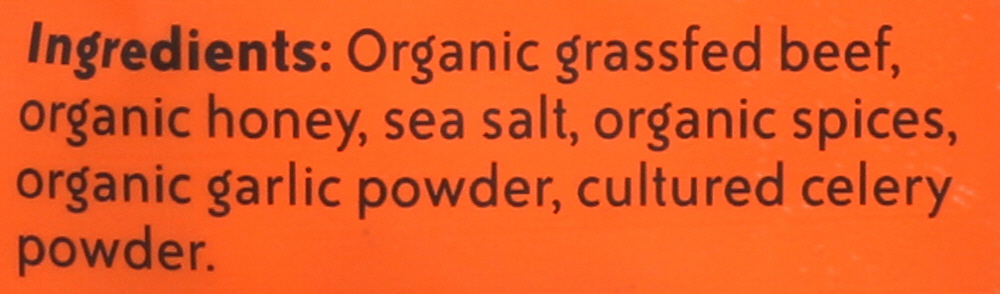 Ingredients: Organic grassfed beef,
organic honey, sea salt, organic spices,
organic garlic powder, cultured celery
powder.